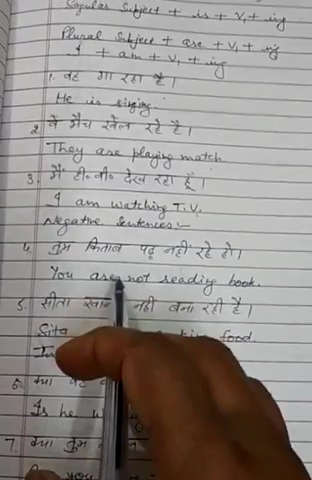 Singular Subject + is + V₁ + ing
Plural Subject + are + V₁ + ing
I + am + V₁ + ing
1. वह गा रहा है।
He is singing.
2. वे मैच खेल रहे है।
They are playing match.
3. मैं टी० वी० देख रहा हूँ।
I am watching T.V.
Negative Sentences:-
4. तुम किताब पढ़ नहीं रहे हो।
You are not reading book.
5. सीता खाना नहीं बना रही है।
Sita food.
6. क्या वह
Is he
7. क्या तुम